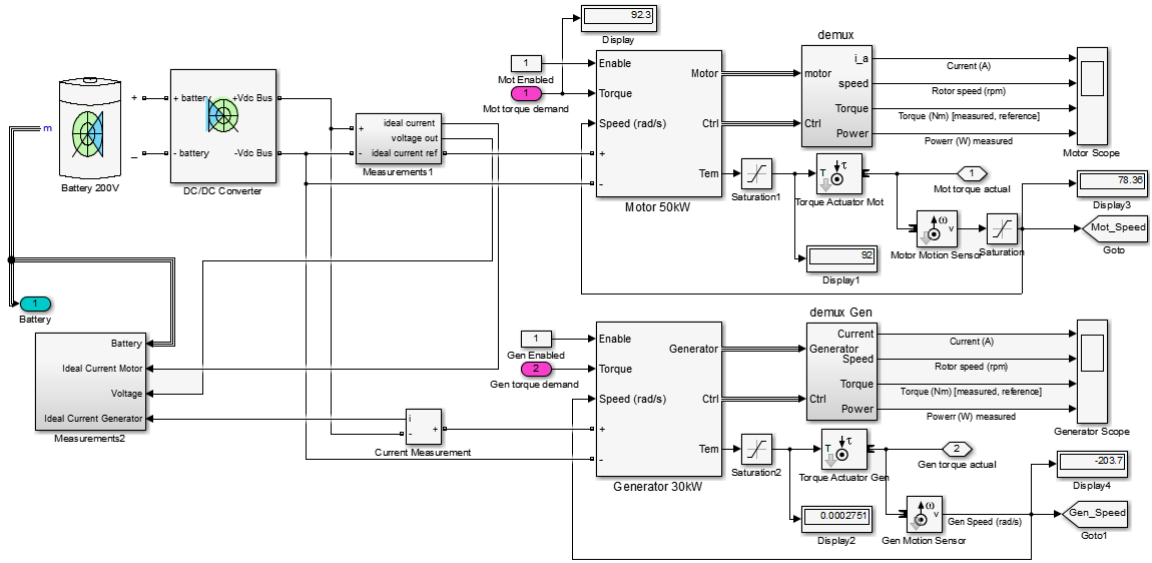 92.3
Display
demux
1
Mot Enabled
1
Mot torque demand
Enable
Torque
Speed (rad/s)
+
-
Motor
Ctrl
Tem
Motor 50kW
motor
Ctrl
i_a
speed
Torque
Power
Current (A)
Rotor speed (rpm)
Torque (Nm) [measured, reference]
Powerr (W) measured
Motor Scope
+
_
m
Battery 200V
+ battery
- battery
+Vdc Bus
-Vdc Bus
DC/DC Converter
+
-
ideal current
voltage out
ideal current ref
Measurements1
Saturation1
T
τ
Torque Actuator Mot
1
Mot torque actual
78.36
Display3
ω
v
Motor Motion Sensor
Saturation
Mot_Speed
Goto
92
Display1
1
Battery
Battery
Ideal Current Motor
Voltage
Ideal Current Generator
Measurements2
i
-
+
Current Measurement
1
Gen Enabled
2
Gen torque demand
Enable
Torque
Speed (rad/s)
+
-
Generator
Ctrl
Tem
Generator 30kW
demux Gen
Generator
Ctrl
Current
Speed
Torque
Power
Current (A)
Rotor speed (rpm)
Torque (Nm) [measured, reference]
Powerr (W) measured
Generator Scope
Saturation2
T
τ
Torque Actuator Gen
2
Gen torque actual
-203.7
Display4
0.0002751
Display2
ω
v
Gen Motion Sensor
Gen Speed (rad/s)
Gen_Speed
Goto1